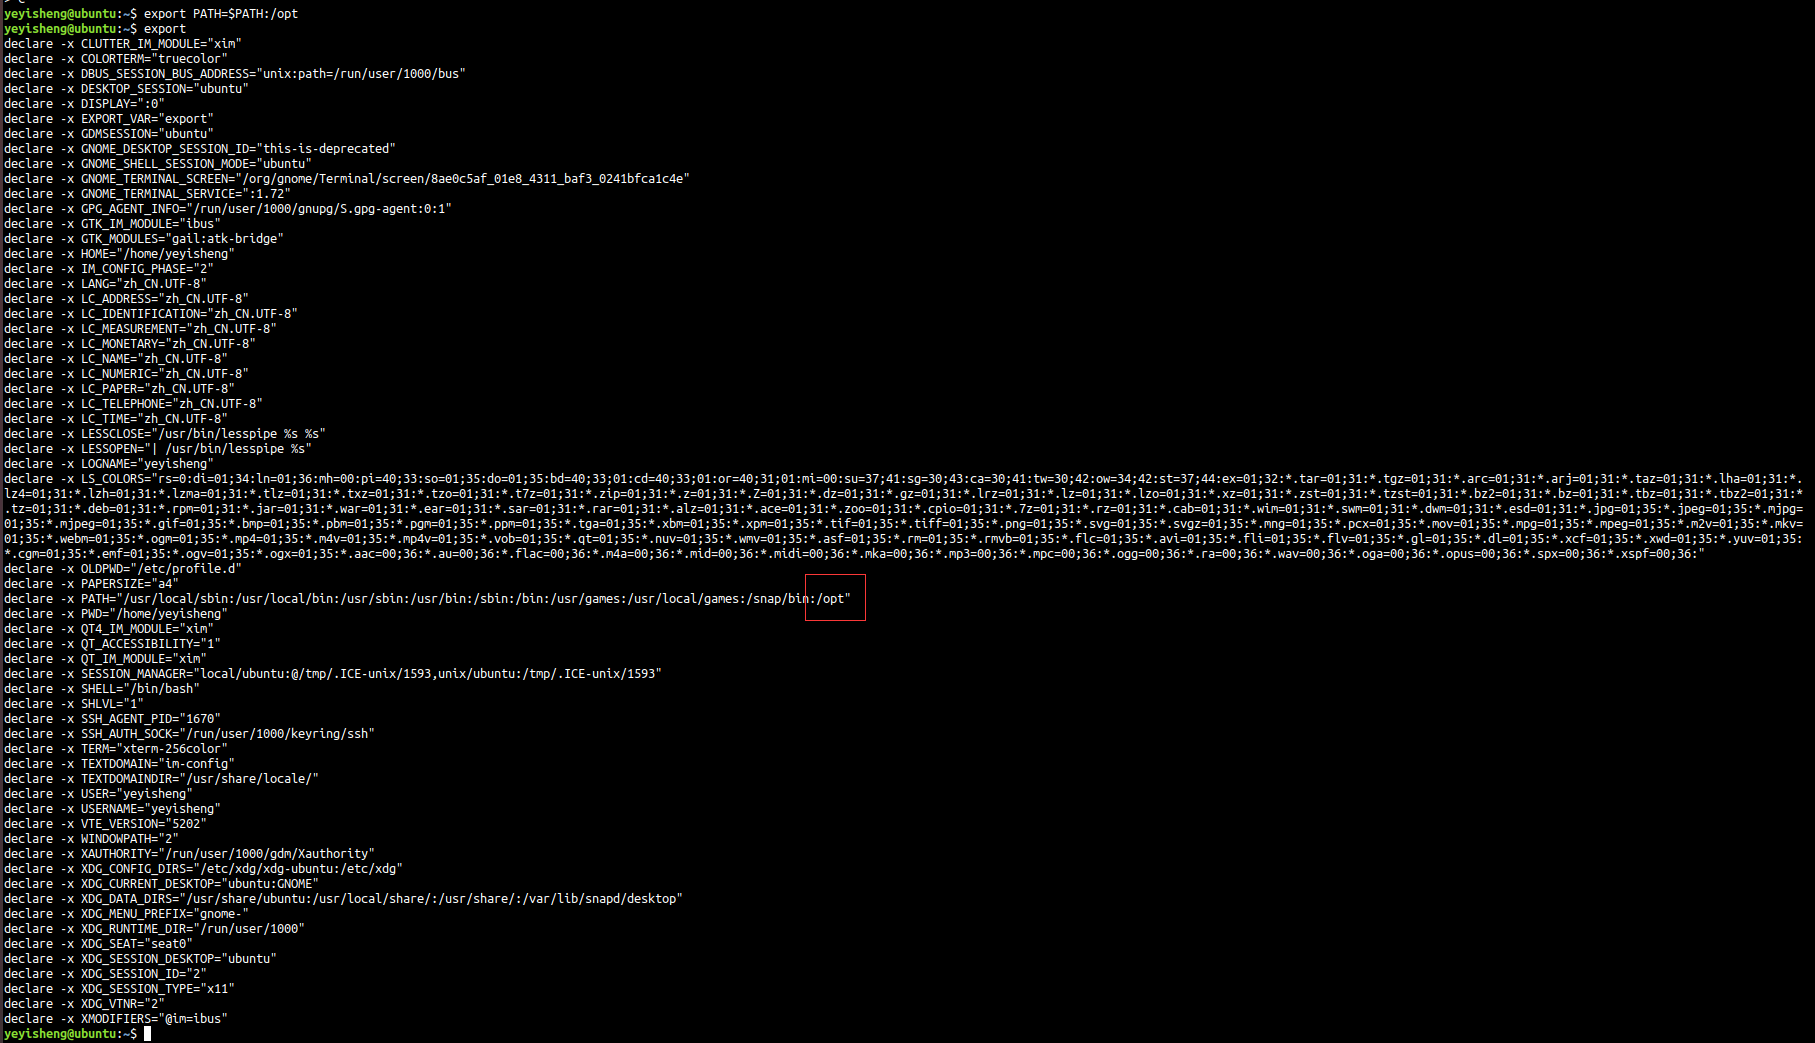 yeyisheng@ubuntu:~$ export PATH=$PATH:/opt
yeyisheng@ubuntu:~$ export
declare -x CLUTTER_IM_MODULE="xim"
declare -x COLORTERM="truecolor"
declare -x DBUS_SESSION_BUS_ADDRESS="unix:path=/run/user/1000/bus"
declare -x DESKTOP_SESSION="ubuntu"
declare -x DISPLAY=":0"
declare -x EXPORT_VAR="export"
declare -x GDMSESSION="ubuntu"
declare -x GNOME_DESKTOP_SESSION_ID="this-is-deprecated"
declare -x GNOME_SHELL_SESSION_MODE="ubuntu"
declare -x GNOME_TERMINAL_SCREEN="/org/gnome/Terminal/screen/8ae0c5af_01e8_4311_baf3_0241bfca1c4e"
declare -x GNOME_TERMINAL_SERVICE=":1.72"
declare -x GPG_AGENT_INFO="/run/user/1000/gnupg/S.gpg-agent:0:1"
declare -x GTK_IM_MODULE="ibus"
declare -x GTK_MODULES="gail:atk-bridge"
declare -x HOME="/home/yeyisheng"
declare -x IM_CONFIG_PHASE="2"
declare -x LANG="zh_CN.UTF-8"
declare -x LC_ADDRESS="zh_CN.UTF-8"
declare -x LC_IDENTIFICATION="zh_CN.UTF-8"
declare -x LC_MEASUREMENT="zh_CN.UTF-8"
declare -x LC_MONETARY="zh_CN.UTF-8"
declare -x LC_NAME="zh_CN.UTF-8"
declare -x LC_NUMERIC="zh_CN.UTF-8"
declare -x LC_PAPER="zh_CN.UTF-8"
declare -x LC_TELEPHONE="zh_CN.UTF-8"
declare -x LC_TIME="zh_CN.UTF-8"
declare -x LESSCLOSE="/usr/bin/lesspipe %s %s"
declare -x LESSOPEN="| /usr/bin/lesspipe %s"
declare -x LOGNAME="yeyisheng"
declare -x LS_COLORS="rs=0:di=01;34:ln=01;36:mh=00:pi=40;33:so=01;35:do=01;35:bd=40;33;01:cd=40;33;01:or=40;31;01:mi=00:su=37;41:sg=30;43:ca=30;41:tw=30;42:ow=34;42:st=37;44:ex=01;32:*.tar=01;31:*.tgz=01;31:*.arc=01;31:*.arj=01;31:*.taz=01;31:*.lha=01;31:*.
lz4=01;31:*.lzh=01;31:*.lzma=01;31:*.tlz=01;31:*.txz=01;31:*.tzo=01;31:*.t7z=01;31:*.zip=01;31:*.z=01;31:*.Z=01;31:*.dz=01;31:*.gz=01;31:*.lrz=01;31:*.lz=01;31:*.lzo=01;31:*.xz=01;31:*.zst=01;31:*.tzst=01;31:*.bz2=01;31:*.bz=01;31:*.tbz=01;31:*.tbz2=01;31:*
.tz=01;31:*.deb=01;31:*.rpm=01;31:*.jar=01;31:*.war=01;31:*.ear=01;31:*.sar=01;31:*.rar=01;31:*.alz=01;31:*.ace=01;31:*.zoo=01;31:*.cpio=01;31:*.7z=01;31:*.rz=01;31:*.cab=01;31:*.wim=01;31:*.swm=01;31:*.dwm=01;31:*.esd=01;31:*.jpg=01;35:*.jpeg=01;35:*.mjpg=
01;35:*.mjpeg=01;35:*.gif=01;35:*.bmp=01;35:*.pbm=01;35:*.pgm=01;35:*.ppm=01;35:*.tga=01;35:*.xbm=01;35:*.xpm=01;35:*.tif=01;35:*.tiff=01;35:*.png=01;35:*.svg=01;35:*.svgz=01;35:*.mng=01;35:*.pcx=01;35:*.mov=01;35:*.mpg=01;35:*.mpeg=01;35:*.m2v=01;35:*.mkv=
01;35:*.webm=01;35:*.ogm=01;35:*.mp4=01;35:*.m4v=01;35:*.mp4v=01;35:*.vob=01;35:*.qt=01;35:*.nuv=01;35:*.wmv=01;35:*.asf=01;35:*.rm=01;35:*.rmvb=01;35:*.flc=01;35:*.avi=01;35:*.fli=01;35:*.flv=01;35:*.gl=01;35:*.dl=01;35:*.xcf=01;35:*.xwd=01;35:*.yuv=01;35:
*.cgm=01;35:*.emf=01;35:*.ogv=01;35:*.ogx=01;35:*.aac=00;36:*.au=00;36:*.flac=00;36:*.m4a=00;36:*.mid=00;36:*.midi=00;36:*.mka=00;36:*.mp3=00;36:*.mpc=00;36:*.ogg=00;36:*.ra=00;36:*.wav=00;36:*.oga=00;36:*.opus=00;36:*.spx=00;36:*.xspf=00;36:"
declare -x OLDPWD="/etc/profile.d"
declare -x PAPERSIZE="a4"
declare -x PATH="/usr/local/sbin:/usr/local/bin:/usr/sbin:/usr/bin:/sbin:/bin:/usr/games:/usr/local/games:/snap/bin:/opt"
declare -x PWD="/home/yeyisheng"
declare -x QT4_IM_MODULE="xim"
declare -x QT_ACCESSIBILITY="1"
declare -x QT_IM_MODULE="xim"
declare -x SESSION_MANAGER="local/ubuntu:@/tmp/.ICE-unix/1593,unix/ubuntu:/tmp/.ICE-unix/1593"
declare -x SHELL="/bin/bash"
declare -x SHLVL="1"
declare -x SSH_AGENT_PID="1670"
declare -x SSH_AUTH_SOCK="/run/user/1000/keyring/ssh"
declare -x TERM="xterm-256color"
declare -x TEXTDOMAIN="im-config"
declare -x TEXTDOMAINDIR="/usr/share/locale/"
declare -x USER="yeyisheng"
declare -x USERNAME="yeyisheng"
declare -x VTE_VERSION="5202"
declare -x WINDOWPATH="2"
declare -x XAUTHORITY="/run/user/1000/gdm/Xauthority"
declare -x XDG_CONFIG_DIRS="/etc/xdg/xdg-ubuntu:/etc/xdg"
declare -x XDG_CURRENT_DESKTOP="ubuntu:GNOME"
declare -x XDG_DATA_DIRS="/usr/share/ubuntu:/usr/local/share/:/usr/share/:/var/lib/snapd/desktop"
declare -x XDG_MENU_PREFIX="gnome-"
declare -x XDG_RUNTIME_DIR="/run/user/1000"
declare -x XDG_SEAT="seat0"
declare -x XDG_SESSION_DESKTOP="ubuntu"
declare -x XDG_SESSION_ID="2"
declare -x XDG_SESSION_TYPE="x11"
declare -x XDG_VTNR="2"
declare -x XMODIFIERS="@im=ibus"
yeyisheng@ubuntu:~$